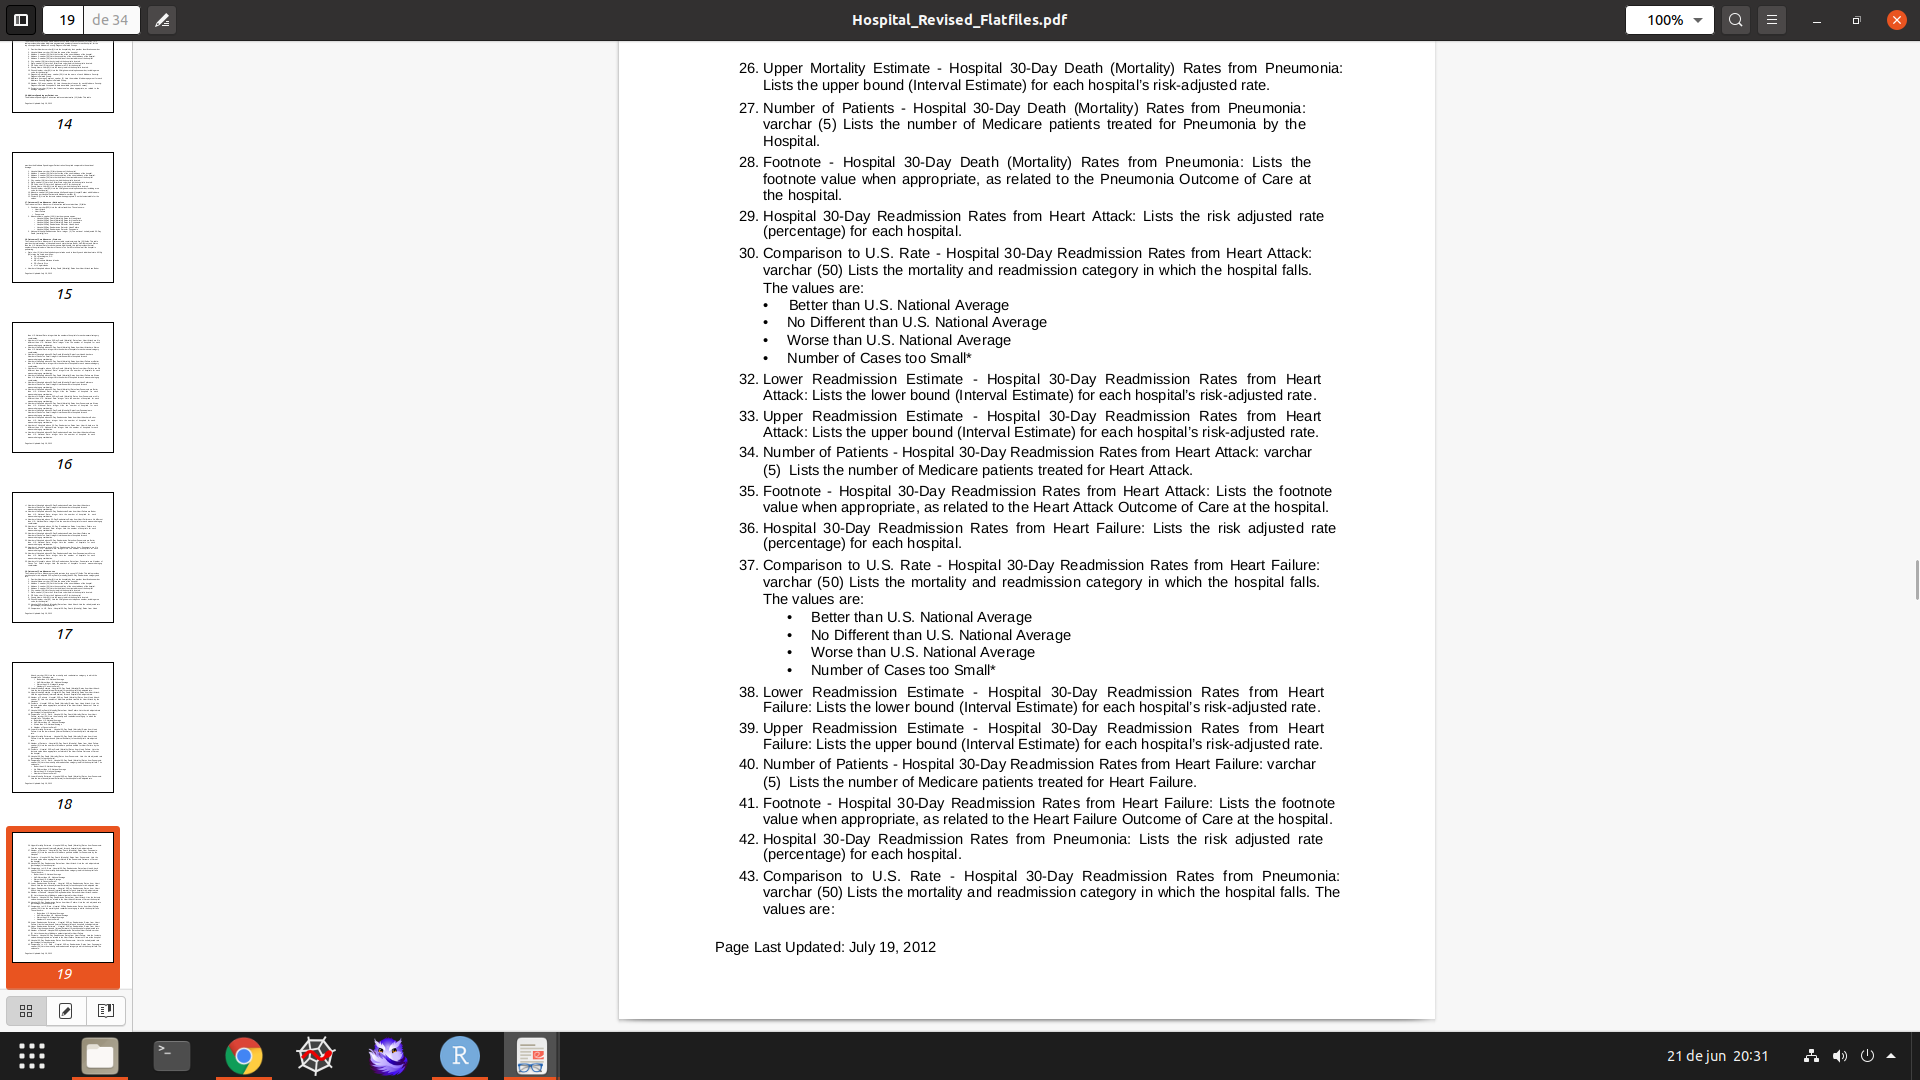 19 de 34
Hospital_Revised_Flatfiles.pdf
100%
14
15
16
17
18
19
26. Upper Mortality Estimate - Hospital 30-Day Death (Mortality) Rates from Pneumonia:
Lists the upper bound (Interval Estimate) for each hospital's risk-adjusted rate.
27. Number of Patients - Hospital 30-Day Death (Mortality) Rates from Pneumonia:
varchar (5) Lists the number of Medicare patients treated for Pneumonia by the
Hospital.
28. Footnote - Hospital 30-Day Death (Mortality) Rates from Pneumonia: Lists the
footnote value when appropriate, as related to the Pneumonia Outcome of Care at
the hospital.
29. Hospital 30-Day Readmission Rates from Heart Attack: Lists the risk adjusted rate
(percentage) for each hospital.
30. Comparison to U.S. Rate - Hospital 30-Day Readmission Rates from Heart Attack:
varchar (50) Lists the mortality and readmission category in which the hospital falls.
The values are:
• Better than U.S. National Average
• No Different than U.S. National Average
• Worse than U.S. National Average
• Number of Cases too Small*
32. Lower Readmission Estimate - Hospital 30-Day Readmission Rates from Heart
Attack: Lists the lower bound (Interval Estimate) for each hospital's risk-adjusted rate.
33. Upper Readmission Estimate - Hospital 30-Day Readmission Rates from Heart
Attack: Lists the upper bound (Interval Estimate) for each hospital's risk-adjusted rate.
34. Number of Patients - Hospital 30-Day Readmission Rates from Heart Attack: varchar
(5) Lists the number of Medicare patients treated for Heart Attack.
35. Footnote - Hospital 30-Day Readmission Rates from Heart Attack: Lists the footnote
value when appropriate, as related to the Heart Attack Outcome of Care at the hospital.
36. Hospital 30-Day Readmission Rates from Heart Failure: Lists the risk adjusted rate
(percentage) for each hospital.
37. Comparison to U.S. Rate - Hospital 30-Day Readmission Rates from Heart Failure:
varchar (50) Lists the mortality and readmission category in which the hospital falls.
The values are:
• Better than U.S. National Average
• No Different than U.S. National Average
• Worse than U.S. National Average
• Number of Cases too Small*
38. Lower Readmission Estimate - Hospital 30-Day Readmission Rates from Heart
Failure: Lists the lower bound (Interval Estimate) for each hospital's risk-adjusted rate.
39. Upper Readmission Estimate - Hospital 30-Day Readmission Rates from Heart
Failure: Lists the upper bound (Interval Estimate) for each hospital's risk-adjusted rate.
40. Number of Patients - Hospital 30-Day Readmission Rates from Heart Failure: varchar
(5) Lists the number of Medicare patients treated for Heart Failure.
41. Footnote - Hospital 30-Day Readmission Rates from Heart Failure: Lists the footnote
value when appropriate, as related to the Heart Failure Outcome of Care at the hospital.
42. Hospital 30-Day Readmission Rates from Pneumonia: Lists the risk adjusted rate
(percentage) for each hospital.
43. Comparison to U.S. Rate - Hospital 30-Day Readmission Rates from Pneumonia:
varchar (50) Lists the mortality and readmission category in which the hospital falls. The
values are:
Page Last Updated: July 19, 2012
R
21 de jun 20:31